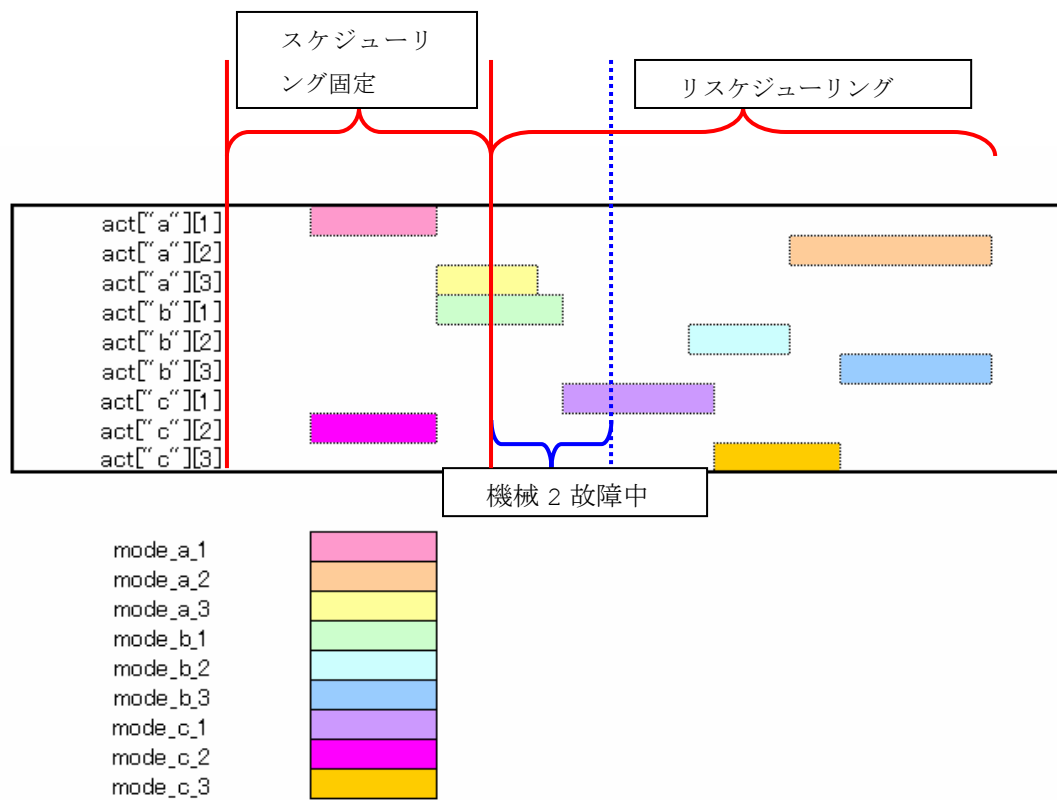 スケジューリ
ング固定
リスケジューリング
act["a"][1]
act["a"][2]
act["a"][3]
act["b"][1]
act["b"][2]
act["b"][3]
act["c"][1]
act["c"][2]
act["c"][3]
機械 2 故障中
mode_a_1
mode_a_2
mode_a_3
mode_b_1
mode_b_2
mode_b_3
mode_c_1
mode_c_2
mode_c_3